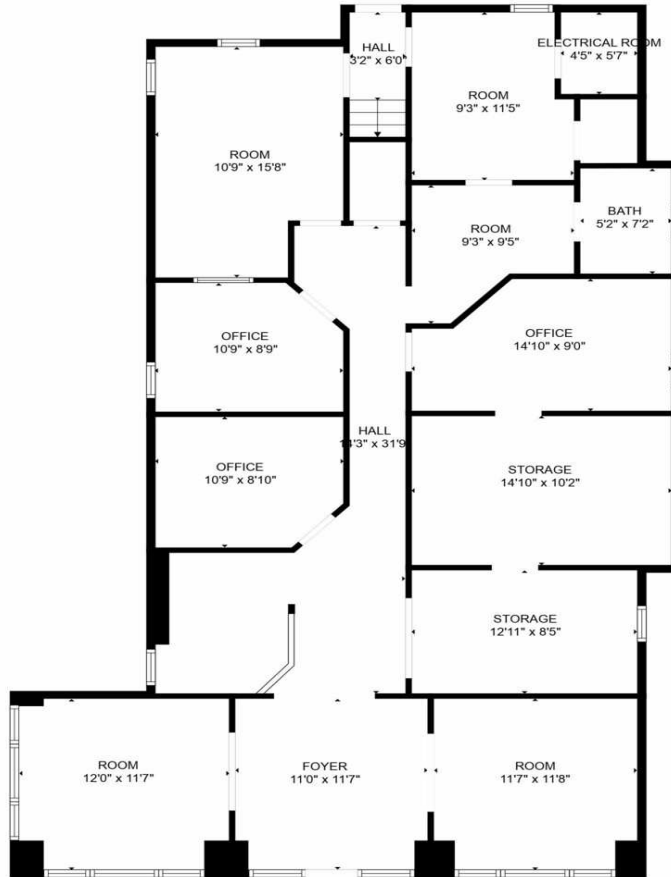 HALL
3'2" x 6'0"
ELECTRICAL ROOM
4'5" x 5'7"
ROOM
9'3" x 11'5"
ROOM
10'9" x 15'8"
BATH
5'2" x 7'2"
ROOM
9'3" x 9'5"
OFFICE
10'9" x 8'9"
OFFICE
14'10" x 9'0"
HALL
14'3" x 31'9"
OFFICE
10'9" x 8'10"
STORAGE
14'10" x 10'2"
STORAGE
12'11" x 8'5"
ROOM
12'0" x 11'7"
FOYER
11'0" x 11'7"
ROOM
11'7" x 11'8"